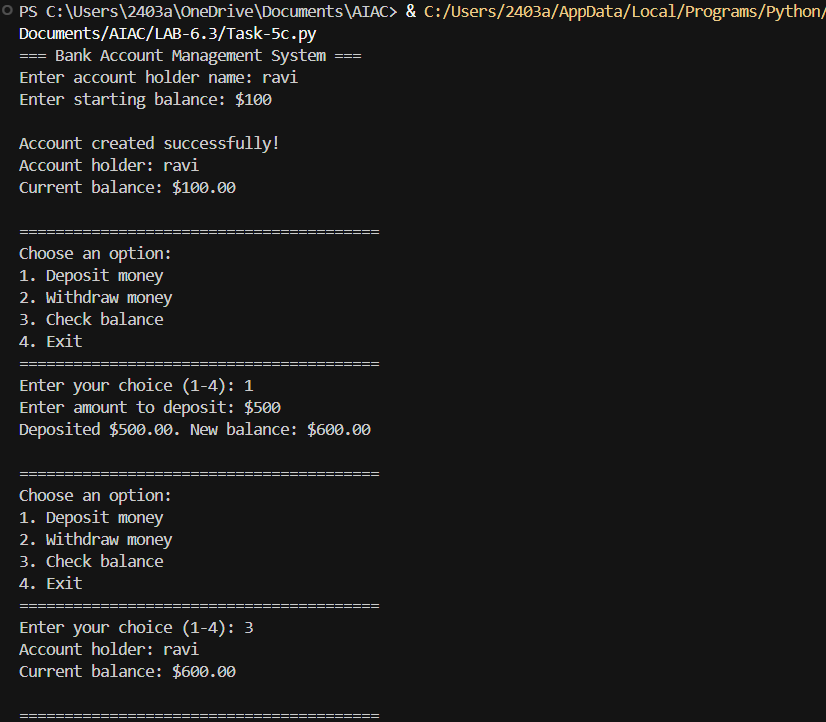 PS C:\Users\2403a\OneDrive\Documents\AIAC> & C:/Users/2403a/AppData/Local/Programs/Python/
Documents/AIAC/LAB-6.3/Task-5c.py
=== Bank Account Management System ===
Enter account holder name: ravi
Enter starting balance: $100
Account created successfully!
Account holder: ravi
Current balance: $100.00
========================================
Choose an option:
1. Deposit money
2. Withdraw money
3. Check balance
4. Exit
========================================
Enter your choice (1-4): 1
Enter amount to deposit: $500
Deposited $500.00. New balance: $600.00
========================================
Choose an option:
1. Deposit money
2. Withdraw money
3. Check balance
4. Exit
========================================
Enter your choice (1-4): 3
Account holder: ravi
Current balance: $600.00
========================================